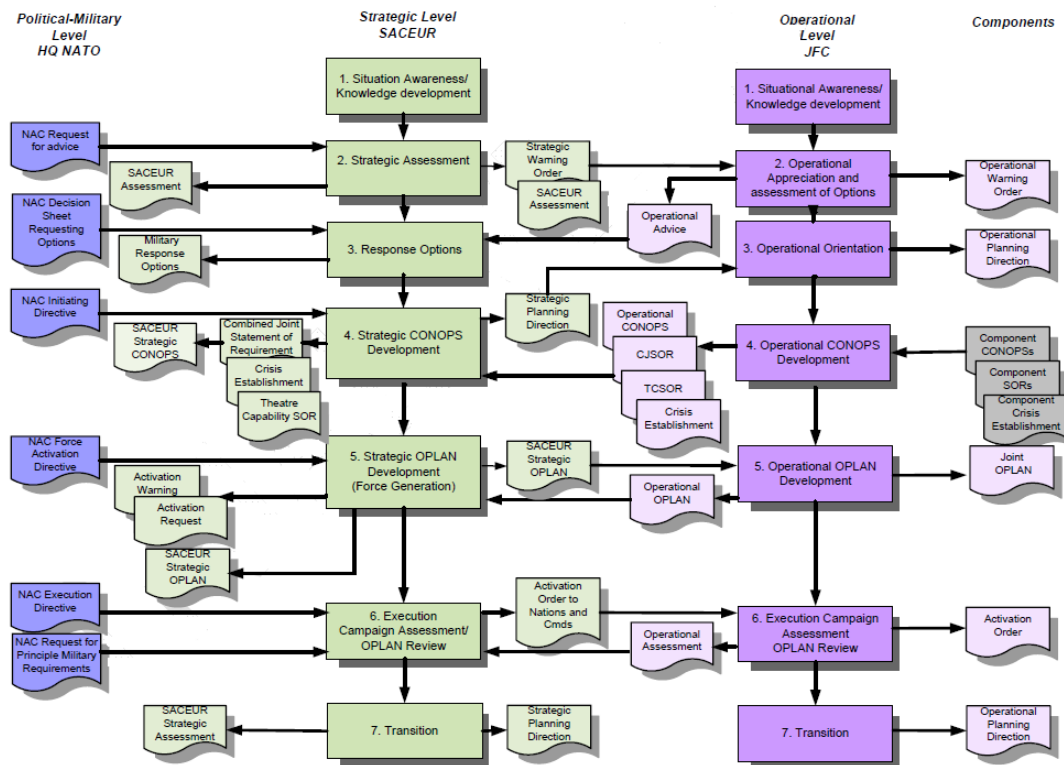 Political-Military
Level
HQ NATO
Strategic Level
SACEUR
Operational
Level
JFC
Components
1. Situation Awareness/
Knowledge development
1. Situational Awareness/
Knowledge development
NAC Request
for advice
2. Strategic Assessment
Strategic
Warning
Order
SACEUR
Assessment
2. Operational
Appreciation and
assessment of Options
Operational
Warning
Order
SACEUR
Assessment
NAC Decision
Sheet
Requesting
Options
Military
Response
Options
3. Response Options
Operational
Advice
3. Operational Orientation
Operational
Planning
Direction
NAC Initiating
Directive
SACEUR
Strategic
CONOPS
Combined Joint
Statement of
Requirement
Crisis
Establishment
Theatre
Capability SOR
4. Strategic CONOPS
Development
Strategic
Planning
Direction
Operational
CONOPS
CJSOR
TCSOR
Crisis
Establishment
4. Operational CONOPS
Development
Component
CONOPSs
Component
SORs
Component
Crisis
Establishment
NAC Force
Activation
Directive
Activation
Warning
Activation
Request
SACEUR
Strategic
OPLAN
5. Strategic OPLAN
Development
(Force Generation)
SACEUR
Strategic
OPLAN
Operational
OPLAN
5. Operational OPLAN
Development
Joint
OPLAN
NAC Execution
Directive
NAC Request for
Principle Military
Requirements
6. Execution
Campaign Assessment/
OPLAN Review
Activation
Order to
Nations and
Cmds
Operational
Assessment
6. Execution Campaign
Assessment
OPLAN Review
Activation
Order
SACEUR
Strategic
Assessment
7. Transition
Strategic
Planning
Direction
7. Transition
Operational
Planning
Direction